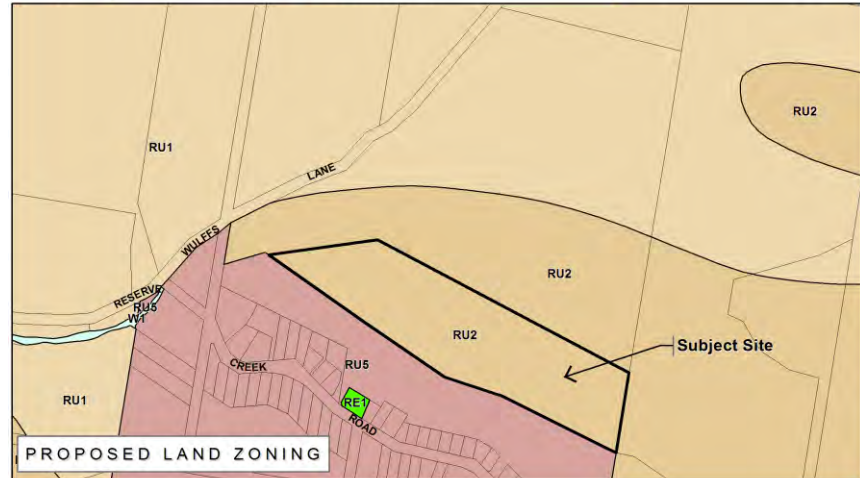 RU2
RU1
LANE
WULFFS
RU2
RESERVE
RU5
W1
RU2
Subject Site
RU5
CREEK
RU1
RE1
ROAD
PROPOSED LAND ZONING